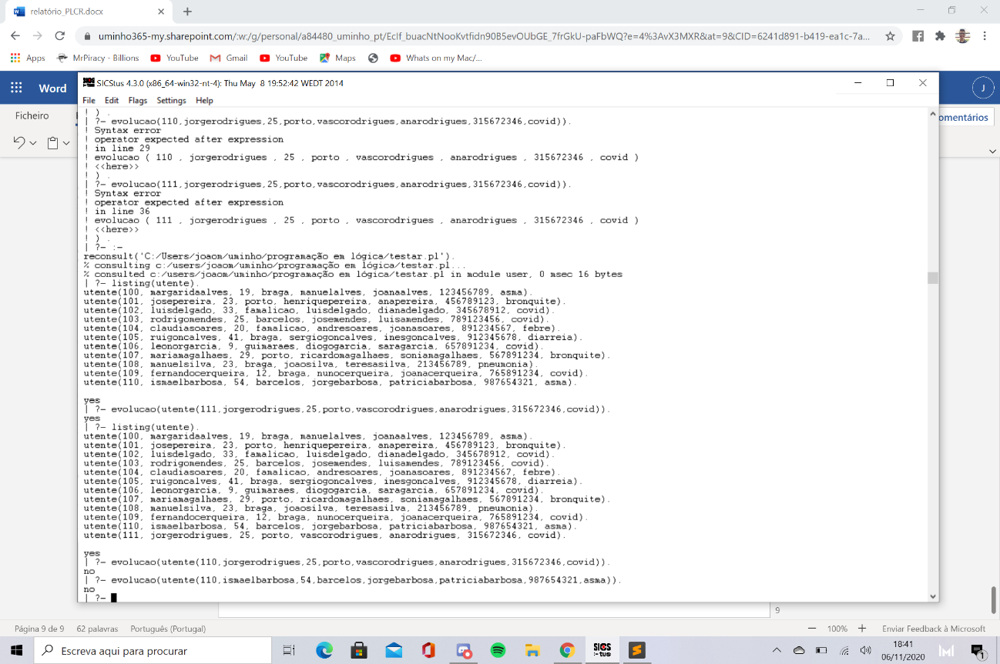 relatório_PLCR.docx
uminho365-my.sharepoint.com/:w:/g/personal/a84480_uminho_pt/EcIf_buacNtNooKvtfidn90B5evOUbGE_7frGkU-paFbWQ?e=4%3AvX3MXR&at=9&CID=6241d891-b419-ea1c-7a...
Apps MrPiracy - Billions YouTube Gmail YouTube Maps Whats on my Mac/...
Word
J
Ficheiro
omentários
SICStus 4.3.0 (x86_64-win32-nt-4): Thu May 8 19:52:42 WEDT 2014
File Edit Flags Settings Help
! ) .
| ?- evolucao(110,jorgerodrigues,25,porto,vascorodrigues,anarodrigues,315672346,covid)).
! Syntax error
! operator expected after expression
! in line 29
! evolucao ( 110 , jorgerodrigues , 25 , porto , vascorodrigues , anarodrigues , 315672346 , covid )
! <<here>>
! ) .
| ?- evolucao(111,jorgerodrigues,25,porto,vascorodrigues,anarodrigues,315672346,covid)).
! Syntax error
! operator expected after expression
! in line 36
! evolucao ( 111 , jorgerodrigues , 25 , porto , vascorodrigues , anarodrigues , 315672346 , covid )
! <<here>>
! ) .
| ?- :-
reconsult('C:/Users/joaom/uminho/programação em lógica/testar.pl').
% consulting c:/users/joaom/uminho/programação em lógica/testar.pl...
% consulted c:/users/joaom/uminho/programação em lógica/testar.pl in module user, 0 msec 16 bytes
| ?- listing(utente).
utente(100, margaridaalves, 19, braga, manuelalves, joanaalves, 123456789, asma).
utente(101, josepereira, 23, porto, henriquepereira, anapereira, 456789123, bronquite).
utente(102, luisdelgado, 33, famalicao, luisdelgado, dianadelgado, 345678912, covid).
utente(103, rodrigomendes, 25, barcelos, josemendes, luisamendes, 789123456, covid).
utente(104, claudiasoares, 20, famalicao, andresoares, joanasoares, 891234567, febre).
utente(105, ruigoncalves, 41, braga, sergiogoncalves, inesgoncalves, 912345678, diarreia).
utente(106, leonorgarcia, 9, guimaraes, diogogarcia, saragarcia, 657891234, covid).
utente(107, mariamagalhaes, 29, porto, ricardomagalhaes, soniamagalhaes, 567891234, bronquite).
utente(108, manuelsilva, 23, braga, joaosilva, teresasilva, 213456789, pneumonia).
utente(109, fernandocerqueira, 12, braga, nunocerqueira, joanacerqueira, 765891234, covid).
utente(110, ismaelbarbosa, 54, barcelos, jorgebarbosa, patriciabarbosa, 987654321, asma).
yes
| ?- evolucao(utente(111,jorgerodrigues,25,porto,vascorodrigues,anarodrigues,315672346,covid)).
yes
| ?- listing(utente).
utente(100, margaridaalves, 19, braga, manuelalves, joanaalves, 123456789, asma).
utente(101, josepereira, 23, porto, henriquepereira, anapereira, 456789123, bronquite).
utente(102, luisdelgado, 33, famalicao, luisdelgado, dianadelgado, 345678912, covid).
utente(103, rodrigomendes, 25, barcelos, josemendes, luisamendes, 789123456, covid).
utente(104, claudiasoares, 20, famalicao, andresoares, joanasoares, 891234567, febre).
utente(105, ruigoncalves, 41, braga, sergiogoncalves, inesgoncalves, 912345678, diarreia).
utente(106, leonorgarcia, 9, guimaraes, diogogarcia, saragarcia, 657891234, covid).
utente(107, mariamagalhaes, 29, porto, ricardomagalhaes, soniamagalhaes, 567891234, bronquite).
utente(108, manuelsilva, 23, braga, joaosilva, teresasilva, 213456789, pneumonia).
utente(109, fernandocerqueira, 12, braga, nunocerqueira, joanacerqueira, 765891234, covid).
utente(110, ismaelbarbosa, 54, barcelos, jorgebarbosa, patriciabarbosa, 987654321, asma).
utente(111, jorgerodrigues, 25, porto, vascorodrigues, anarodrigues, 315672346, covid).
yes
| ?- evolucao(utente(110,jorgerodrigues,25,porto,vascorodrigues,anarodrigues,315672346,covid)).
no
| ?- evolucao(utente(110,ismaelbarbosa,54,barcelos,jorgebarbosa,patriciabarbosa,987654321,asma)).
no
| ?-
9
Página 9 de 9 62 palavras Português (Portugal) 100% Enviar Feedback à Microsoft
Escreva aqui para procurar
SICS
:-tus
18:41
06/11/2020
1